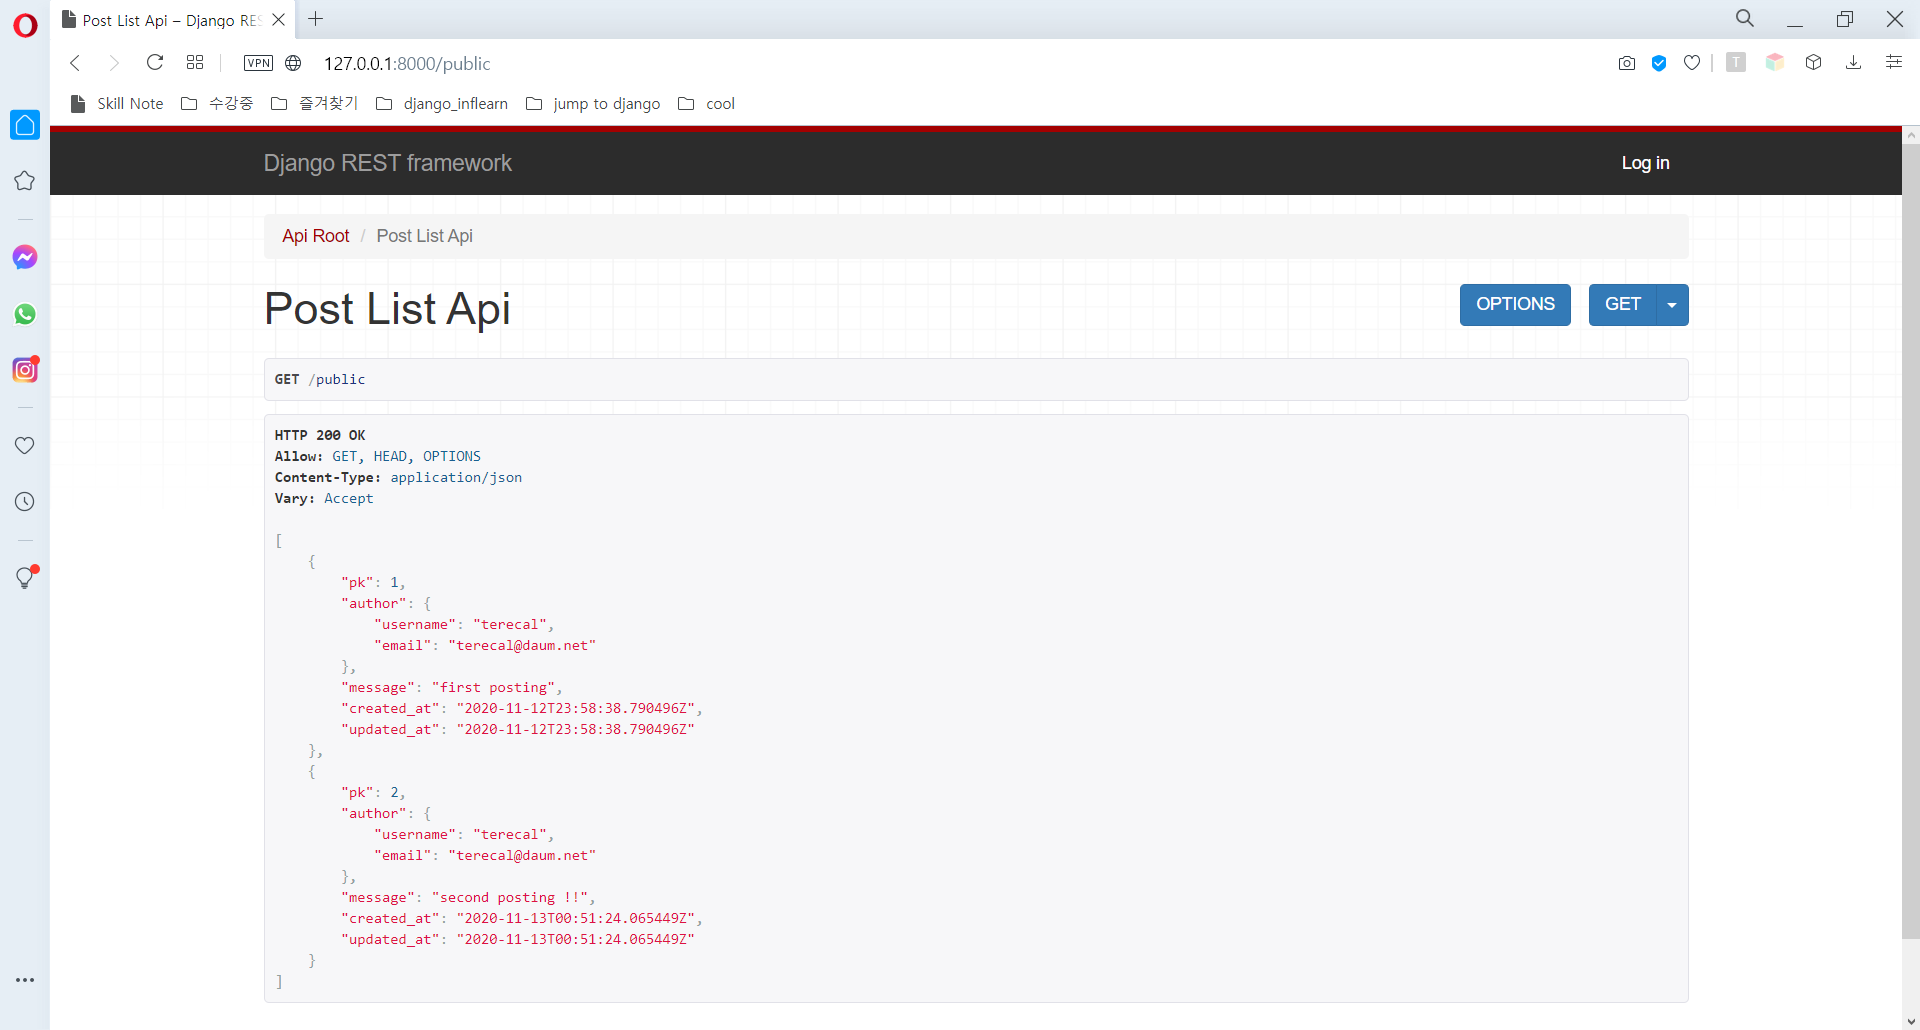 Post List Api – Django RES
VPN
127.0.0.1:8000/public
T
Skill Note 수강중 즐겨찾기 django_inflearn jump to django cool
Django REST framework
Log in
Api Root / Post List Api
Post List Api
OPTIONS
GET
GET /public
HTTP 200 OK
Allow: GET, HEAD, OPTIONS
Content-Type: application/json
Vary: Accept
[
    {
        "pk": 1,
        "author": {
            "username": "terecal",
            "email": "terecal@daum.net"
        },
        "message": "first posting",
        "created_at": "2020-11-12T23:58:38.790496Z",
        "updated_at": "2020-11-12T23:58:38.790496Z"
    },
    {
        "pk": 2,
        "author": {
            "username": "terecal",
            "email": "terecal@daum.net"
        },
        "message": "second posting !!",
        "created_at": "2020-11-13T00:51:24.065449Z",
        "updated_at": "2020-11-13T00:51:24.065449Z"
    }
]